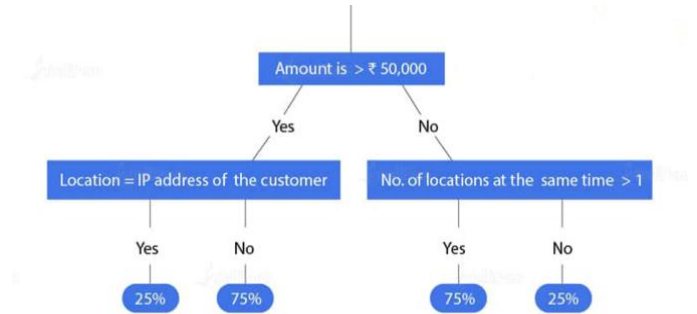 Amount is > ₹ 50,000
Yes
No
Location = IP address of the customer
No. of locations at the same time > 1
Yes
No
Yes
No
25%
75%
75%
25%